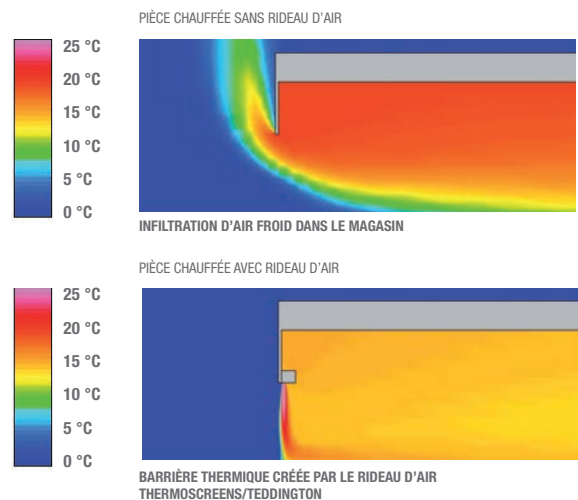 PIÈCE CHAUFFÉE SANS RIDEAU D'AIR
25 °C
20 °C
15 °C
10 °C
5 °C
0 °C
INFILTRATION D'AIR FROID DANS LE MAGASIN
PIÈCE CHAUFFÉE AVEC RIDEAU D'AIR
25 °C
20 °C
15 °C
10 °C
5 °C
0 °C
BARRIÈRE THERMIQUE CRÉÉE PAR LE RIDEAU D'AIR
THERMOSCREENS/TEDDINGTON